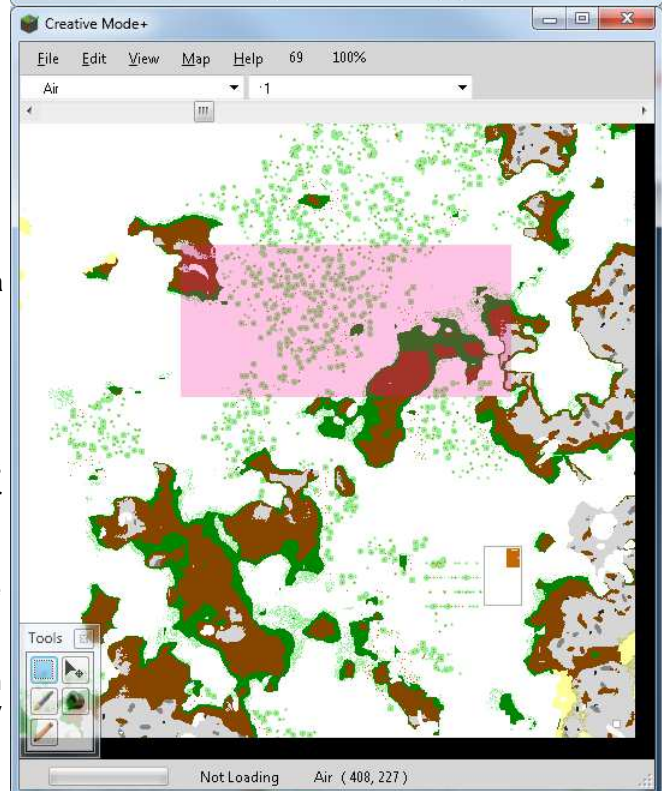 Creative Mode+
File Edit View Map Help 69 100%
Air 1
Tools
Not Loading Air ( 408, 227 )